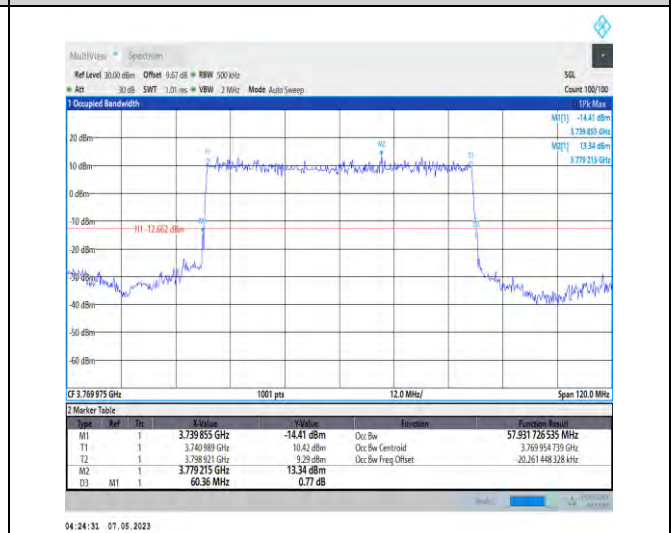 MultiView Spectrum
Ref Level 30.00 dBm Offset 9.67 dB RBW 500 kHz SGL
Att 30 dB SWT 1.01 ms VBW 2 MHz Mode Auto Sweep Count 100/100
1 Occupied Bandwidth 1Pk Max
M1[1] -14.41 dBm
3.739 855 GHz
M2[1] 13.34 dBm
3.779 215 GHz
20 dBm
M2
T1
10 dBm
0 dBm
-10 dBm
M1
H1 -12.662 dBm
D3
-20 dBm
-30 dBm
-40 dBm
-50 dBm
-60 dBm
CF 3.769 975 GHz 1001 pts 12.0 MHz/ Span 120.0 MHz
2 Marker Table
Type Ref Trc X-Value Y-Value Function Function Result
M1 1 3.739 855 GHz -14.41 dBm Occ Bw 57.931 726 535 MHz
T1 1 3.740 989 GHz 10.42 dBm Occ Bw Centroid 3.769 954 739 GHz
T2 1 3.798 921 GHz 9.29 dBm Occ Bw Freq Offset -20.261 448 328 kHz
M2 1 3.779 215 GHz 13.34 dBm
D3 M1 1 60.36 MHz 0.77 dB
04:24:31 07.05.2023